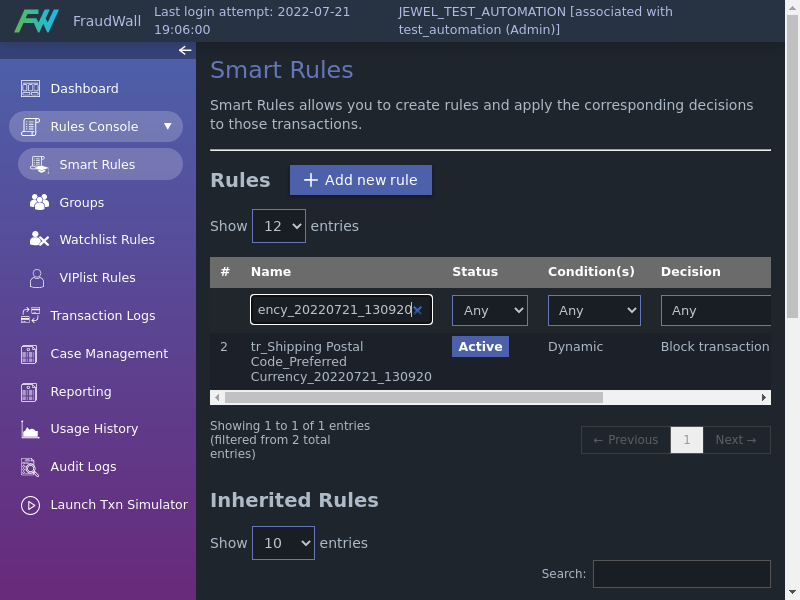 FraudWall
Last login attempt: 2022-07-21
19:06:00
JEWEL_TEST_AUTOMATION [associated with
test_automation (Admin)]
Dashboard
Rules Console
Smart Rules
Groups
Watchlist Rules
VIPlist Rules
Transaction Logs
Case Management
Reporting
Usage History
Audit Logs
Launch Txn Simulator
Smart Rules
Smart Rules allows you to create rules and apply the corresponding decisions
to those transactions.
Rules
+ Add new rule
Show 12 entries
# Name Status Condition(s) Decision
ency_20220721_130920 Any Any Any
2 tr_Shipping Postal Active Dynamic Block transaction
Code_Preferred
Currency_20220721_130920
Showing 1 to 1 of 1 entries
(filtered from 2 total
entries)
← Previous 1 Next →
Inherited Rules
Show 10 entries
Search: